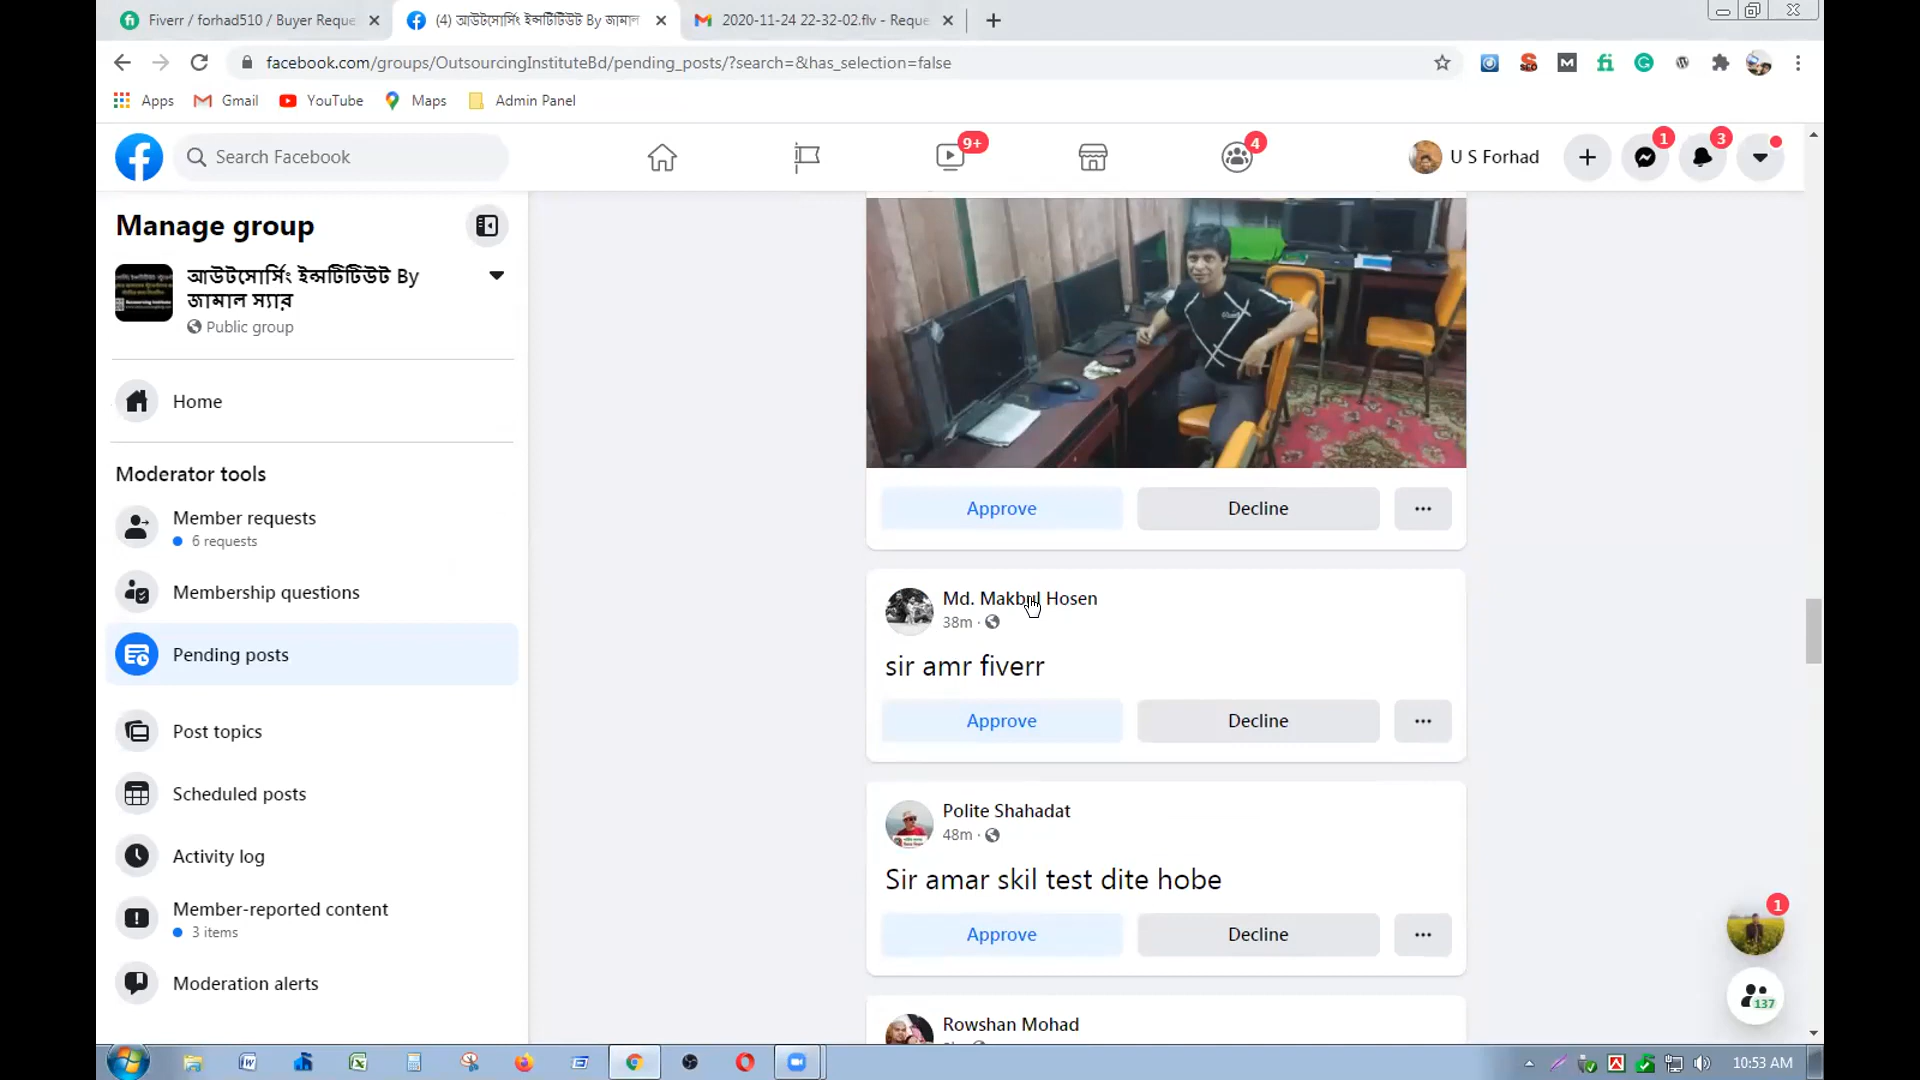 Fiverr / forhad510 / Buyer Reque
(4) আউটসোর্সিং ইন্সটিটিউট By জামাল
2020-11-24 22-32-02.flv - Reque
facebook.com/groups/OutsourcingInstituteBd/pending_posts/?search=&has_selection=false
Apps
Gmail
YouTube
Maps
Admin Panel
Search Facebook
9+
4
U S Forhad
1
3
Manage group
আউটসোর্সিং ইন্সটিটিউট By
জামাল স্যার
Public group
Home
Moderator tools
Member requests
6 requests
Membership questions
Pending posts
Post topics
Scheduled posts
Activity log
Member-reported content
3 items
Moderation alerts
Approve
Decline
Md. Makbul Hosen
38m
sir amr fiverr
Approve
Decline
Polite Shahadat
48m
Sir amar skil test dite hobe
Approve
Decline
Rowshan Mohad
1
137
10:53 AM